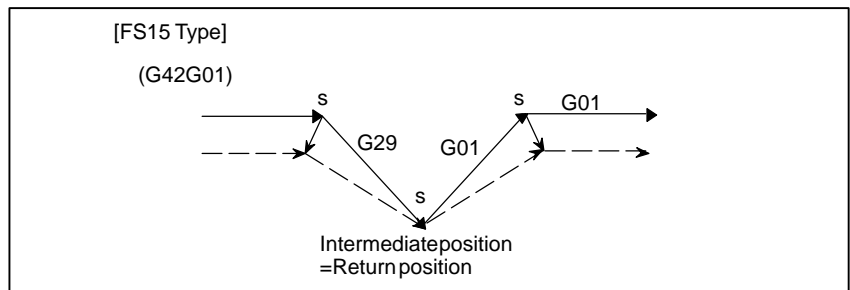 [FS15 Type]
(G42G01)
s
s
G01
G29
G01
s
Intermediateposition
=Returnposition